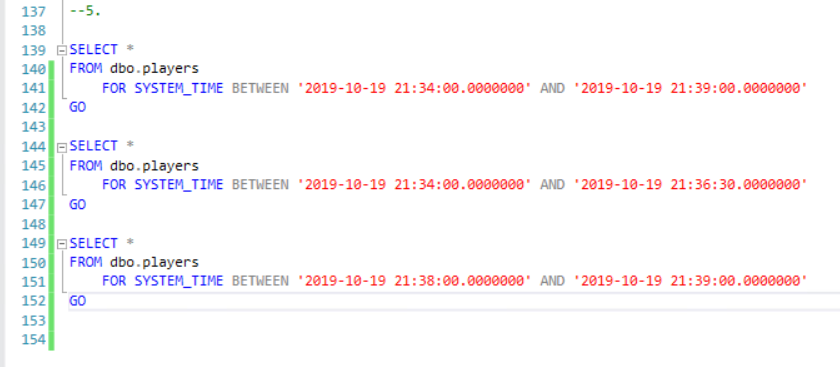 137 --5.
138
139 SELECT *
140 FROM dbo.players
141 FOR SYSTEM_TIME BETWEEN '2019-10-19 21:34:00.0000000' AND '2019-10-19 21:39:00.0000000'
142 GO
143
144 SELECT *
145 FROM dbo.players
146 FOR SYSTEM_TIME BETWEEN '2019-10-19 21:34:00.0000000' AND '2019-10-19 21:36:30.0000000'
147 GO
148
149 SELECT *
150 FROM dbo.players
151 FOR SYSTEM_TIME BETWEEN '2019-10-19 21:38:00.0000000' AND '2019-10-19 21:39:00.0000000'
152 GO
153
154